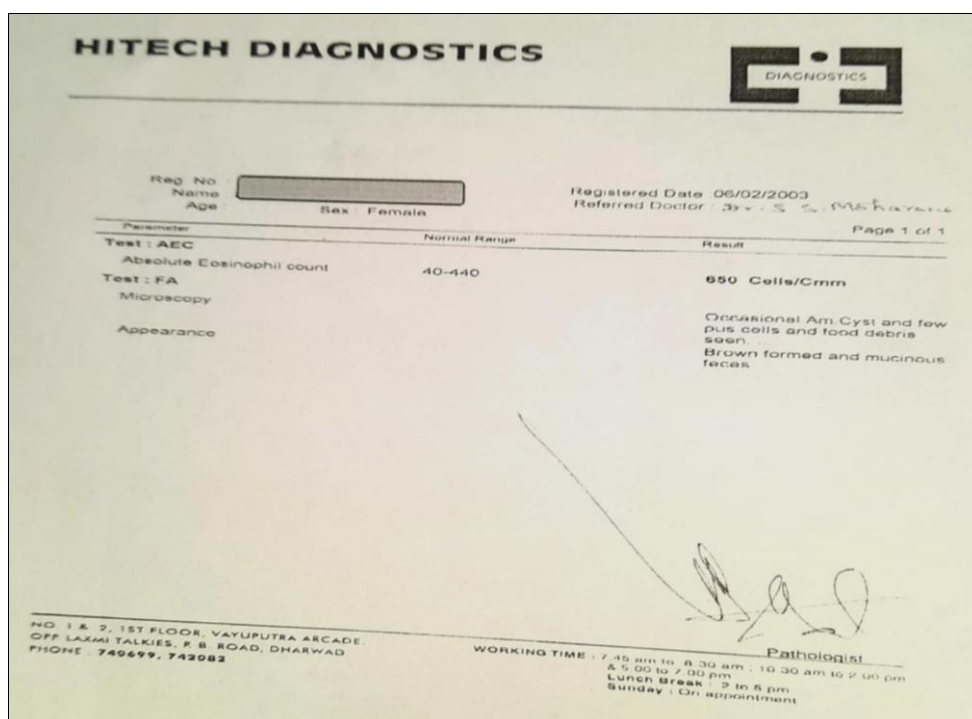 HITECH DIAGNOSTICS
DIAGNOSTICS
Reg. No. :
Name
Age :
Sex : Female
Registered Date 06/02/2003
Referred Doctor : Dr. S S.
Page 1 of 1
Parameter Normal Range Result
Test : AEC
Absolute Eosinophil count 40-440 650 Cells/Cmm
Test : FA
Microscopy
Occasional Am.Cyst and few
pus cells and food debris
seen.
Appearance
Brown formed and mucinous
feces
Pathologist
NO. 1 & 2, 1ST FLOOR, VAYUPUTRA ARCADE.
OFF LAXMI TALKIES, P. B. ROAD, DHARWAD
PHONE : 740699, 742082
WORKING TIME : 7.45 am to 8.30 am ; 10.30 am to 2.00 pm
& 5.00 to 7.00 pm
Lunch Break : 2 to 5 pm
Sunday : On appointment